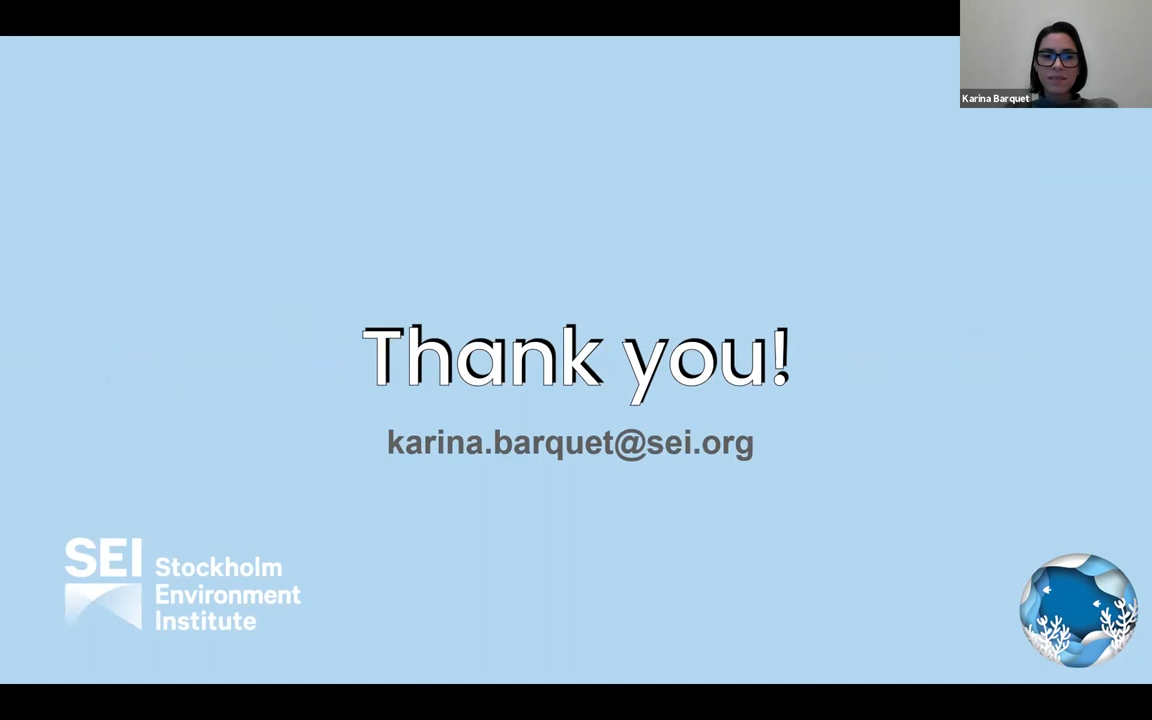 Karina Barquet
Thank you!
karina.barquet@sei.org
SEI
Stockholm
Environment
Institute